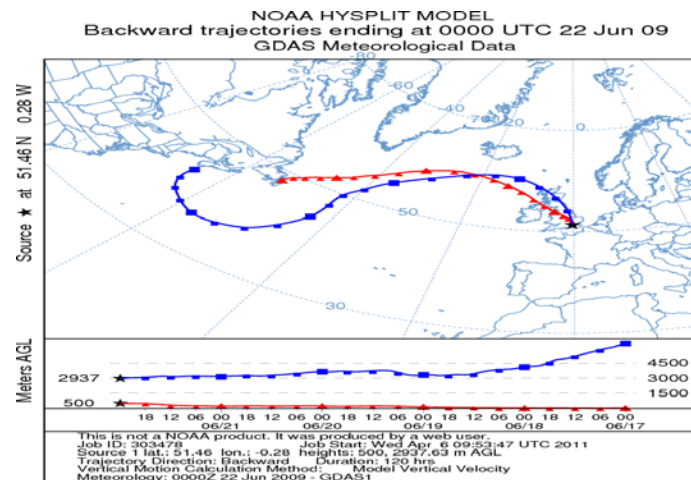 NOAA HYSPLIT MODEL
Backward trajectories ending at 0000 UTC 22 Jun 09
GDAS Meteorological Data
Source ★ at 51.46 N 0.28 W
-80
60
40
70
20
60
50
30
Meters AGL
2937
500
4500
3000
1500
18 12 06 00 18 12 06 00 18 12 06 00 18 12 06 00 18 12 06 00
06/21 06/20 06/19 06/18 06/17
This is not a NOAA product. It was produced by a web user.
Job ID: 303478 Job Start: Wed Apr 6 09:53:47 UTC 2011
Source 1 lat.: 51.46 lon.: -0.28 heights: 500, 2937.63 m AGL
Trajectory Direction: Backward Duration: 120 hrs
Vertical Motion Calculation Method: Model Vertical Velocity
Meteorology: 0000Z 22 Jun 2009 - GDAS1